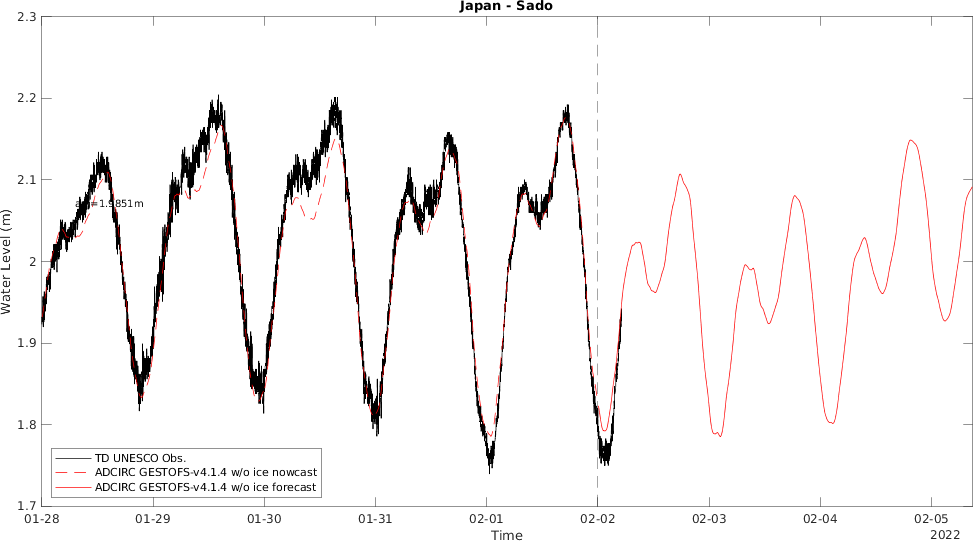 Japan - Sado
2.3
2.2
2.1
2
1.9
1.8
1.7
Water Level (m)
=1.9851m
TD UNESCO Obs.
ADCIRC GESTOFS-v4.1.4 w/o ice nowcast
ADCIRC GESTOFS-v4.1.4 w/o ice forecast
01-28 01-29 01-30 01-31 02-01 02-02 02-03 02-04 02-05
Time
2022